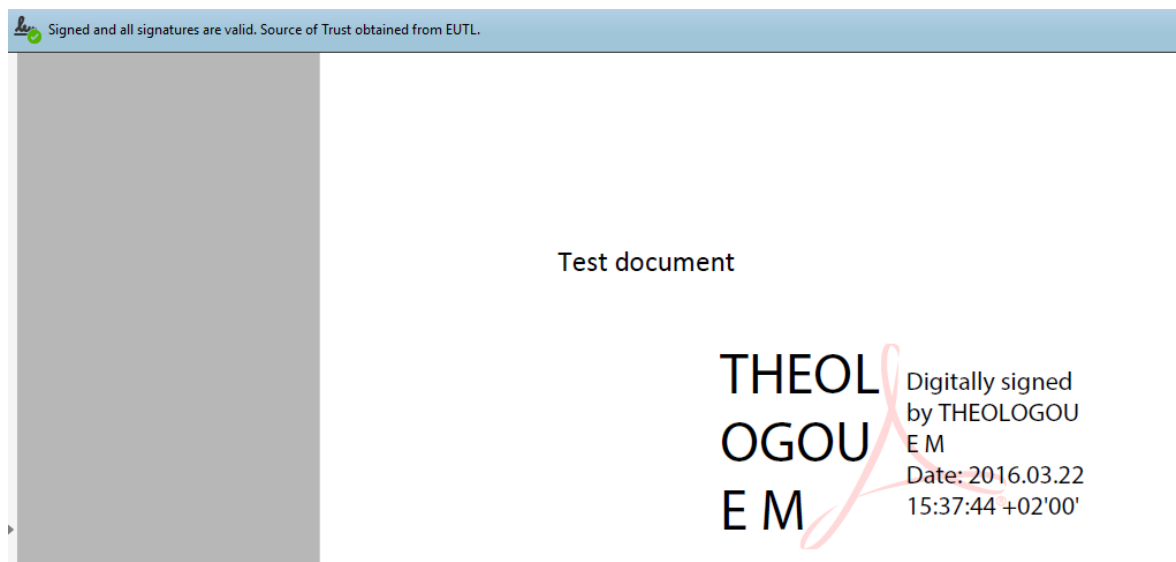 Signed and all signatures are valid. Source of Trust obtained from EUTL.
Test document
THEOL
OGOU
E M
Digitally signed
by THEOLOGOU
E M
Date: 2016.03.22
15:37:44 +02'00'